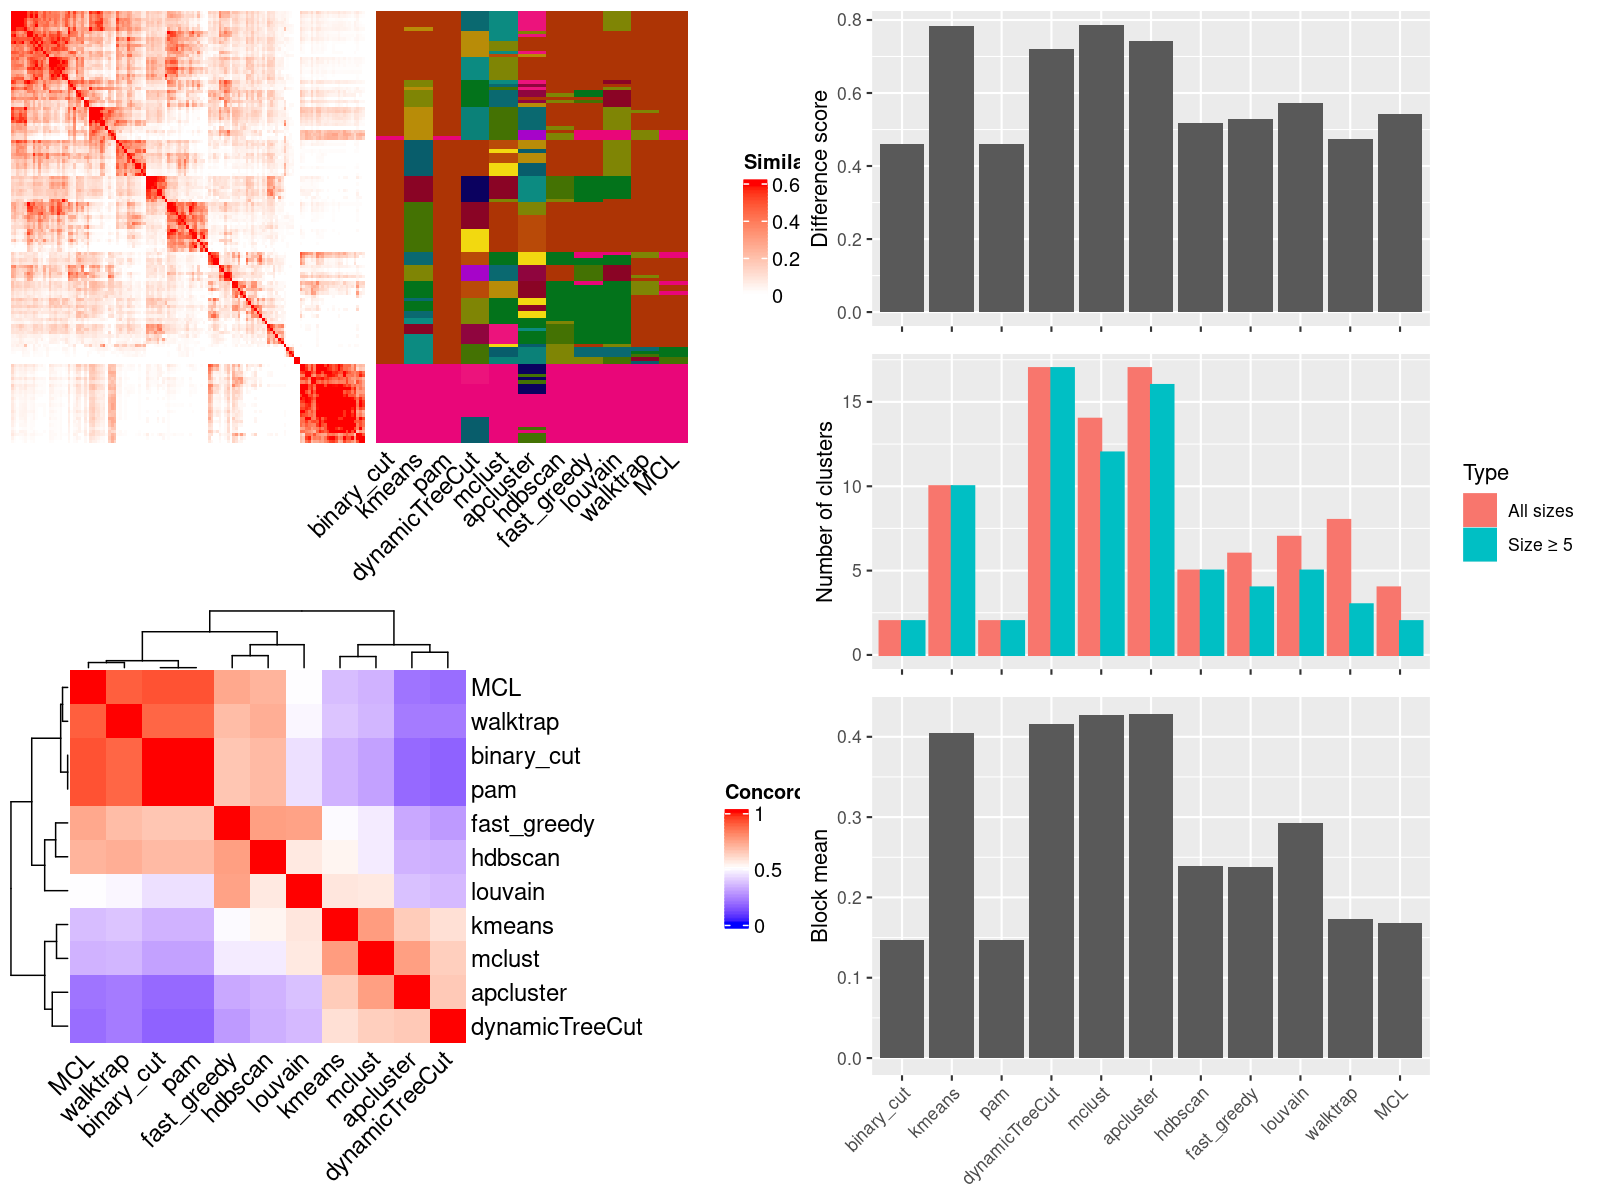 Simila
0.6
0.4
0.2
0
binary_cut
kmeans
pam
dynamicTreeCut
mclust
apcluster
hdbscan
fast_greedy
louvain
walktrap
MCL
Difference score
0.8
0.6
0.4
0.2
0.0
Number of clusters
15
10
5
0
Type
All sizes
Size ≥ 5
MCL
walktrap
binary_cut
pam
fast_greedy
hdbscan
louvain
kmeans
mclust
apcluster
dynamicTreeCut
MCL
walktrap
binary_cut
pam
fast_greedy
hdbscan
louvain
kmeans
mclust
apcluster
dynamicTreeCut
Concord
1
0.5
0
Block mean
0.4
0.3
0.2
0.1
0.0
binary_cut
kmeans
pam
dynamicTreeCut
mclust
apcluster
hdbscan
fast_greedy
louvain
walktrap
MCL